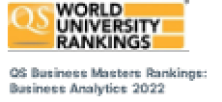 QS WORLD
UNIVERSITY
RANKINGS
QS Business Masters Rankings:
Business Analytics 2022